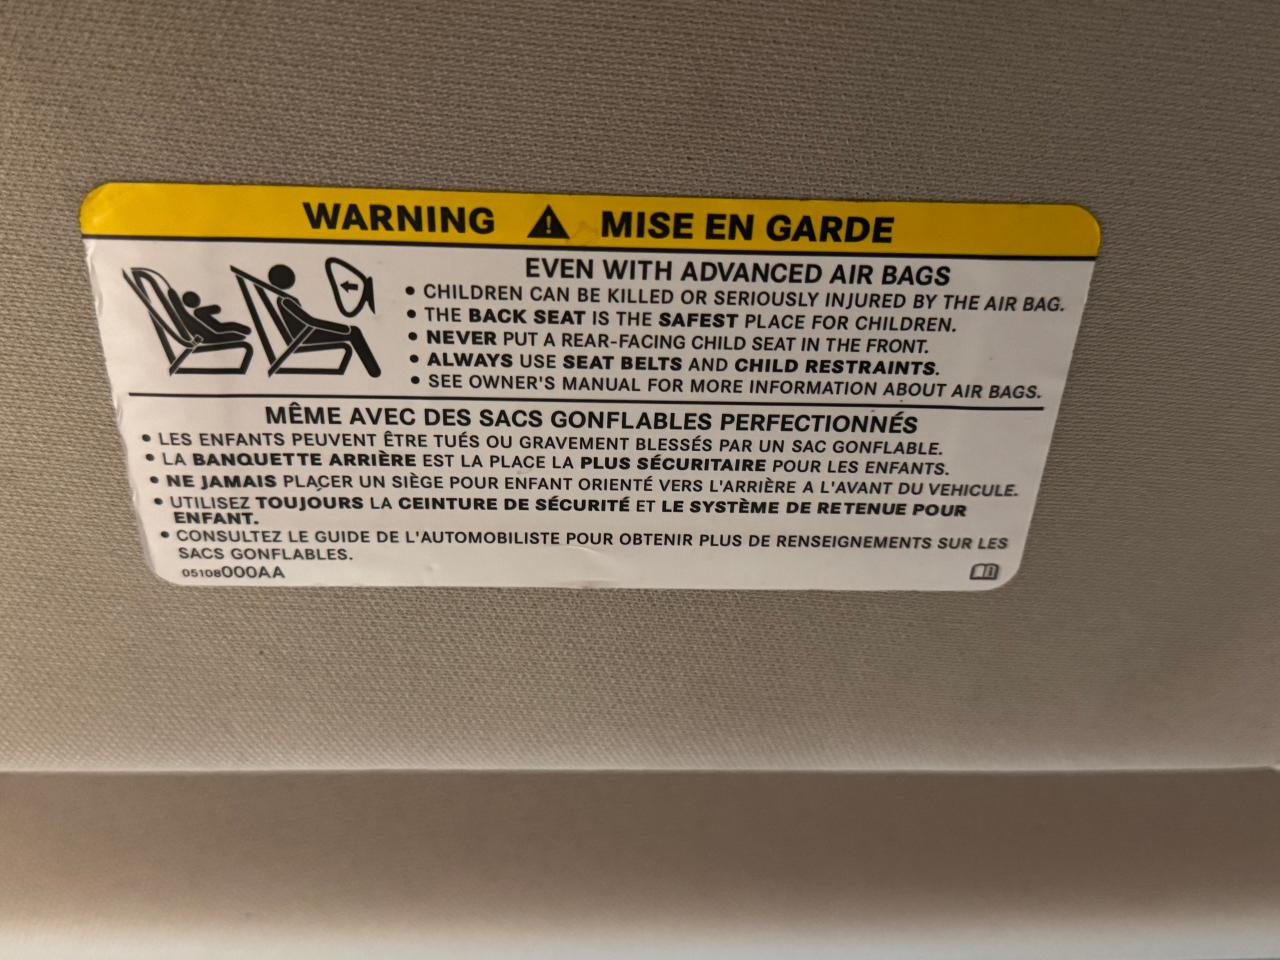 WARNING ⚠ MISE EN GARDE
EVEN WITH ADVANCED AIR BAGS
• CHILDREN CAN BE KILLED OR SERIOUSLY INJURED BY THE AIR BAG.
• THE BACK SEAT IS THE SAFEST PLACE FOR CHILDREN.
• NEVER PUT A REAR-FACING CHILD SEAT IN THE FRONT.
• ALWAYS USE SEAT BELTS AND CHILD RESTRAINTS.
• SEE OWNER'S MANUAL FOR MORE INFORMATION ABOUT AIR BAGS.
MÊME AVEC DES SACS GONFLABLES PERFECTIONNÉS
• LES ENFANTS PEUVENT ÊTRE TUÉS OU GRAVEMENT BLESSÉS PAR UN SAC GONFLABLE.
• LA BANQUETTE ARRIÈRE EST LA PLACE LA PLUS SÉCURITAIRE POUR LES ENFANTS.
• NE JAMAIS PLAÇER UN SIÈGE POUR ENFANT ORIENTÉ VERS L'ARRIÈRE A L'AVANT DU VEHICULE.
• UTILISEZ TOUJOURS LA CEINTURE DE SÉCURITÉ ET LE SYSTÈME DE RETENUE POUR
ENFANT.
• CONSULTEZ LE GUIDE DE L'AUTOMOBILISTE POUR OBTENIR PLUS DE RENSEIGNEMENTS SUR LES
SACS GONFLABLES.
05108000AA